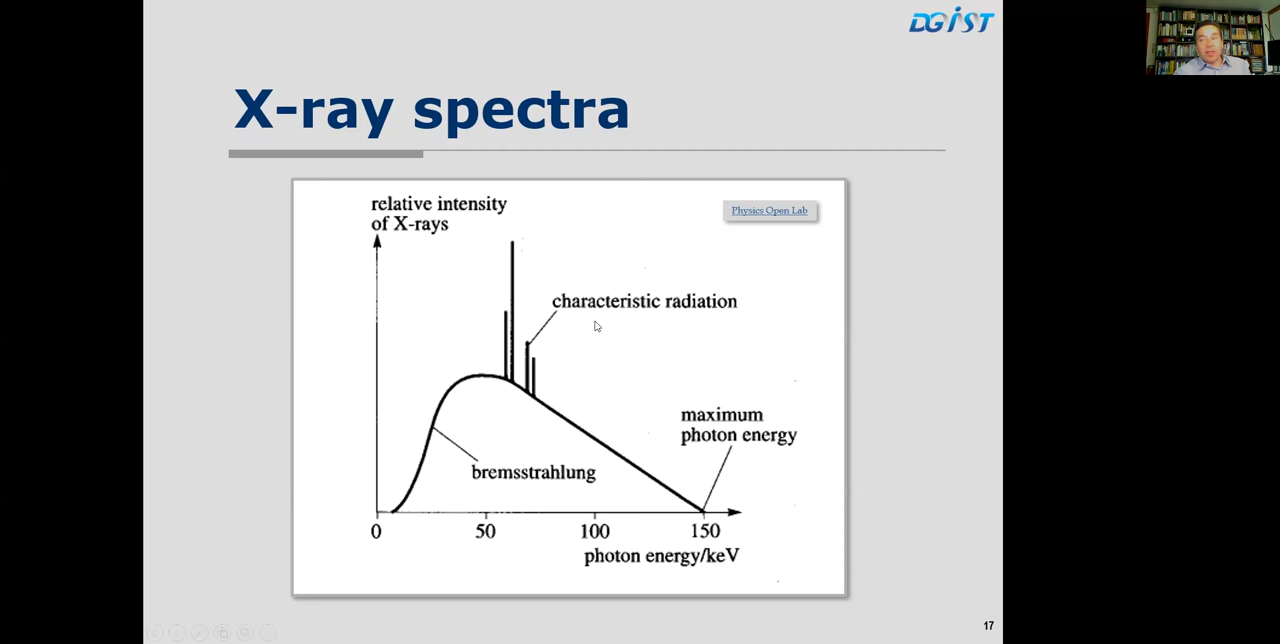 DGIST
X-ray spectra
relative intensity
of X-rays
Physics Open Lab
characteristic radiation
maximum
photon energy
bremsstrahlung
0 50 100 150
photon energy/keV
17